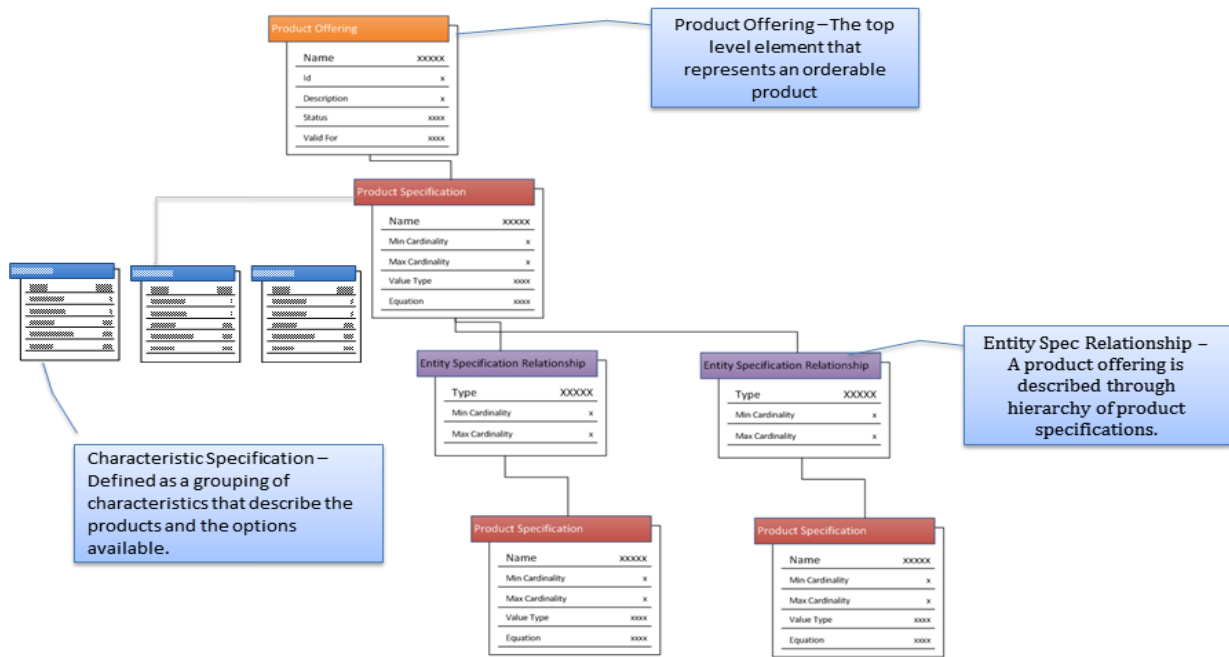 Product Offering
Name xxxxx
Id x
Description x
Status xxxx
Valid For xxxx
Product Offering – The top
level element that
represents an orderable
product
Product Specification
Name xxxxx
Min Cardinality x
Max Cardinality x
Value Type xxxx
Equation xxxx
Entity Specification Relationship
Type XXXXX
Min Cardinality x
Max Cardinality x
Entity Specification Relationship
Type XXXXX
Min Cardinality x
Max Cardinality x
Entity Spec Relationship –
A product offering is
described through
hierarchy of product
specifications.
Characteristic Specification –
Defined as a grouping of
characteristics that describe the
products and the options
available.
Product Specification
Name xxxxx
Min Cardinality x
Max Cardinality x
Value Type xxxx
Equation xxxx
Product Specification
Name xxxxx
Min Cardinality x
Max Cardinality x
Value Type xxxx
Equation xxxx